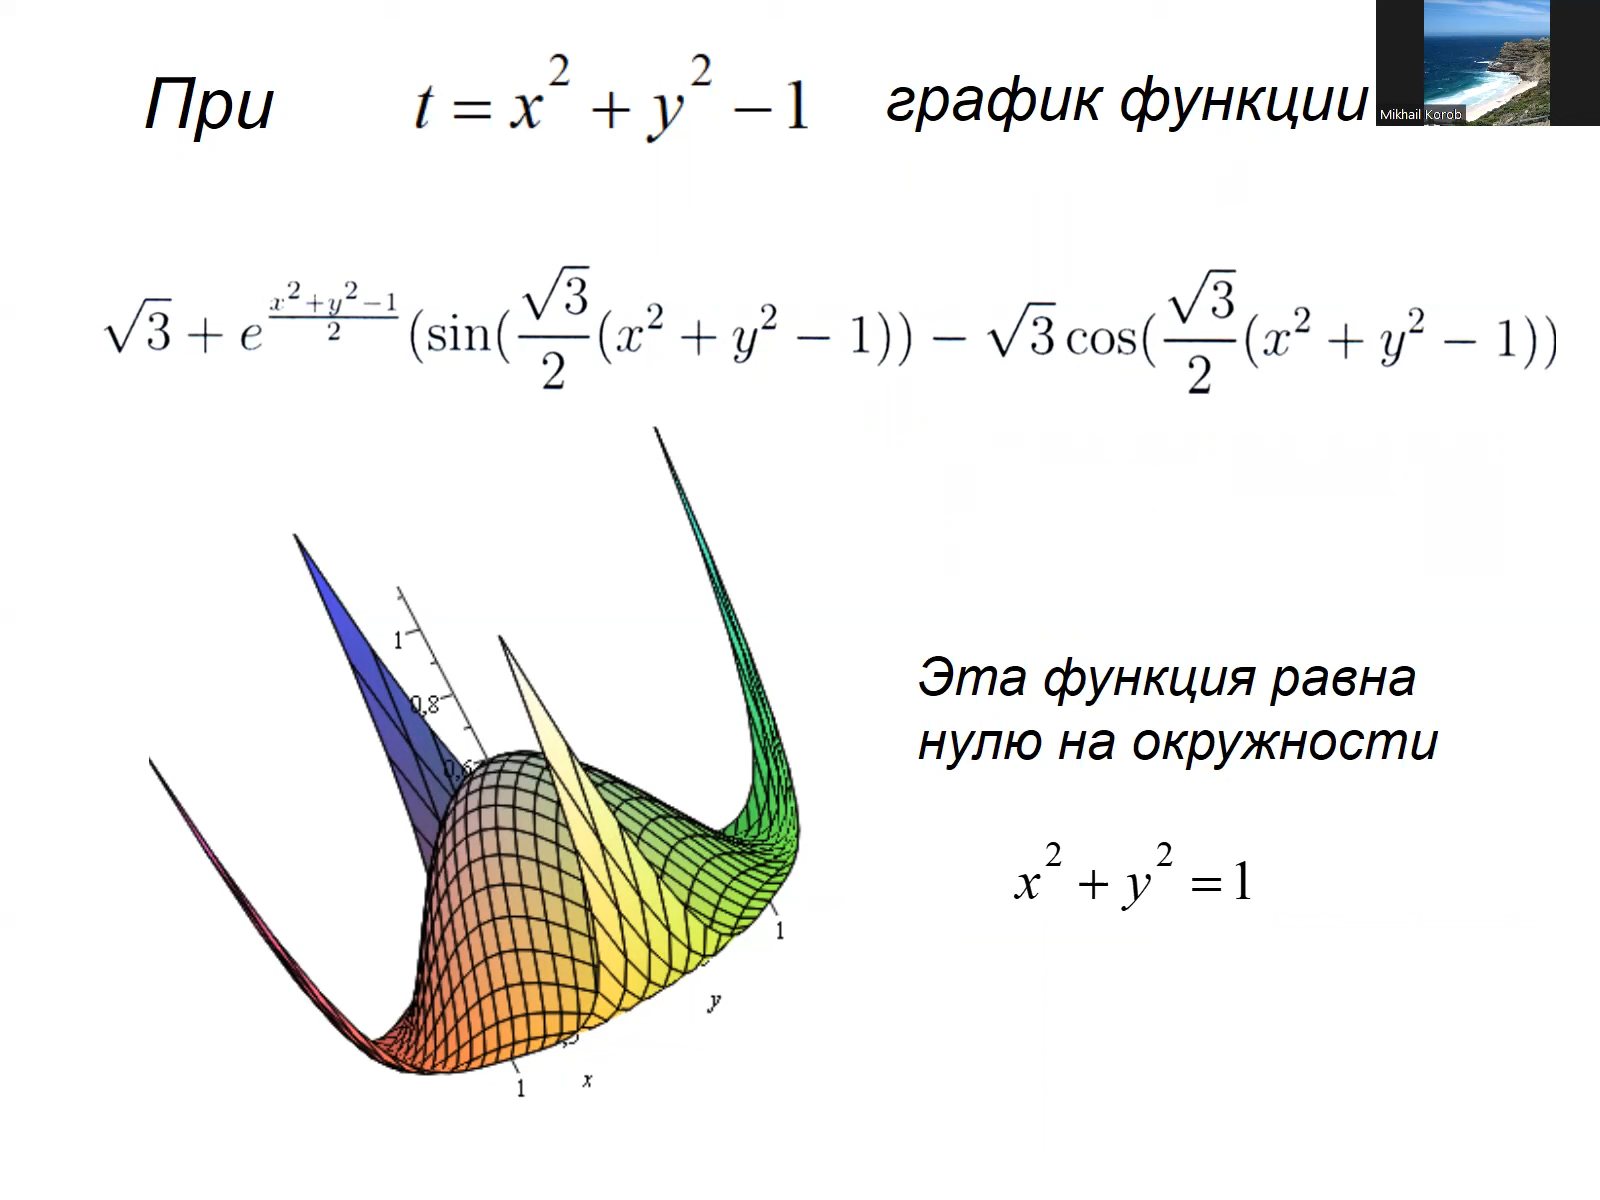 При t = x² + y² − 1 график функции
Mikhail Korob
√3 + e^((x²+y²−1)/2) (sin(√3/2 (x² + y² − 1)) − √3 cos(√3/2 (x² + y² − 1))
1
0,8
0,6
Эта функция равна
нулю на окружности
x² + y² = 1
1
y
x
1